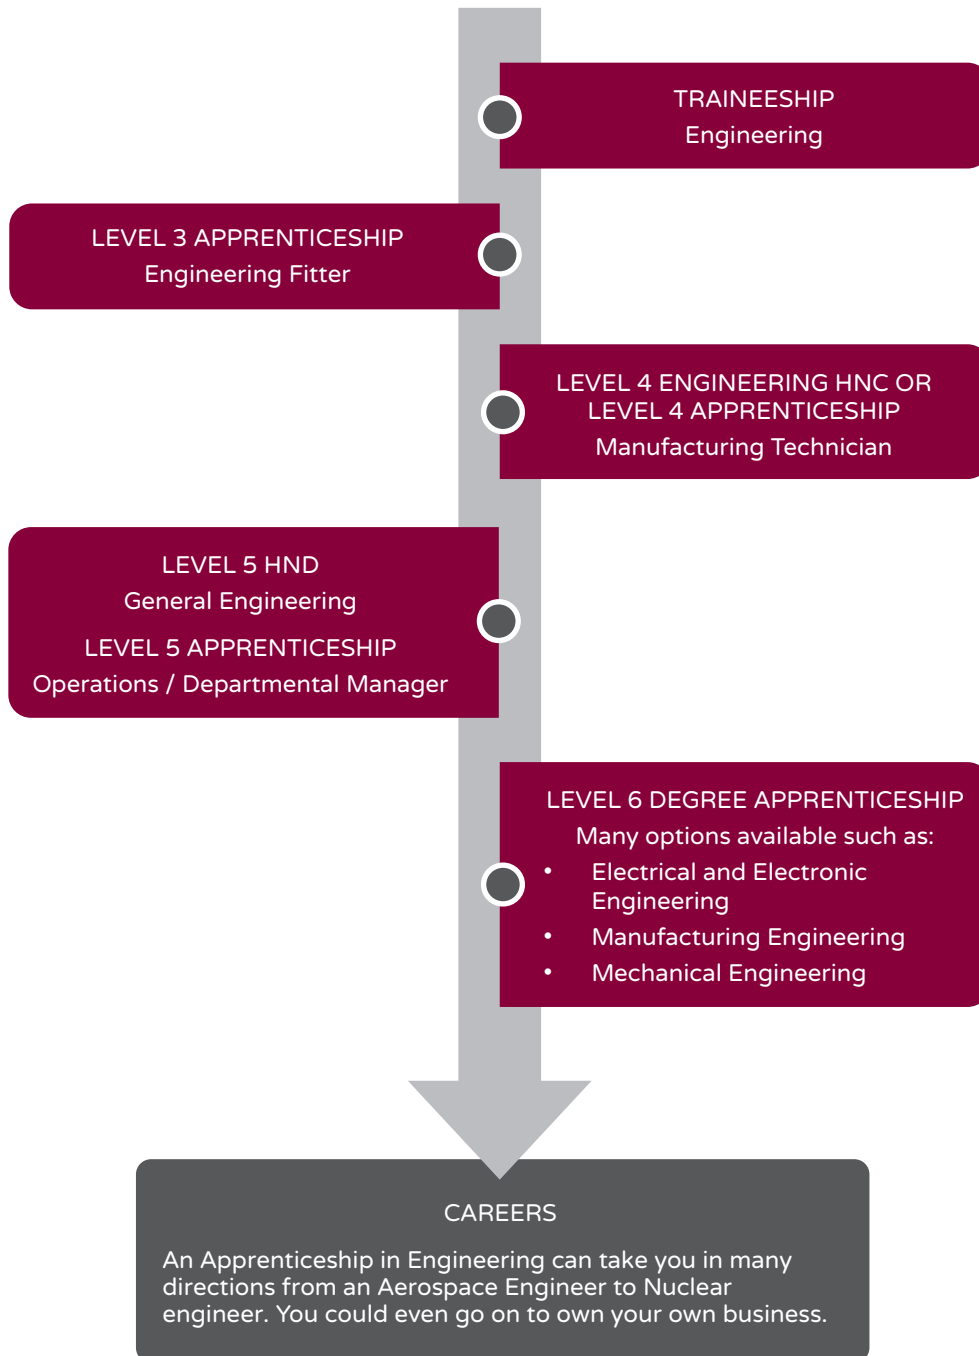 TRAINEESHIP
Engineering
LEVEL 3 APPRENTICESHIP
Engineering Fitter
LEVEL 4 ENGINEERING HNC OR
LEVEL 4 APPRENTICESHIP
Manufacturing Technician
LEVEL 5 HND
General Engineering
LEVEL 5 APPRENTICESHIP
Operations / Departmental Manager
LEVEL 6 DEGREE APPRENTICESHIP
Many options available such as:
• Electrical and Electronic
Engineering
• Manufacturing Engineering
• Mechanical Engineering
CAREERS
An Apprenticeship in Engineering can take you in many
directions from an Aerospace Engineer to Nuclear
engineer. You could even go on to own your own business.